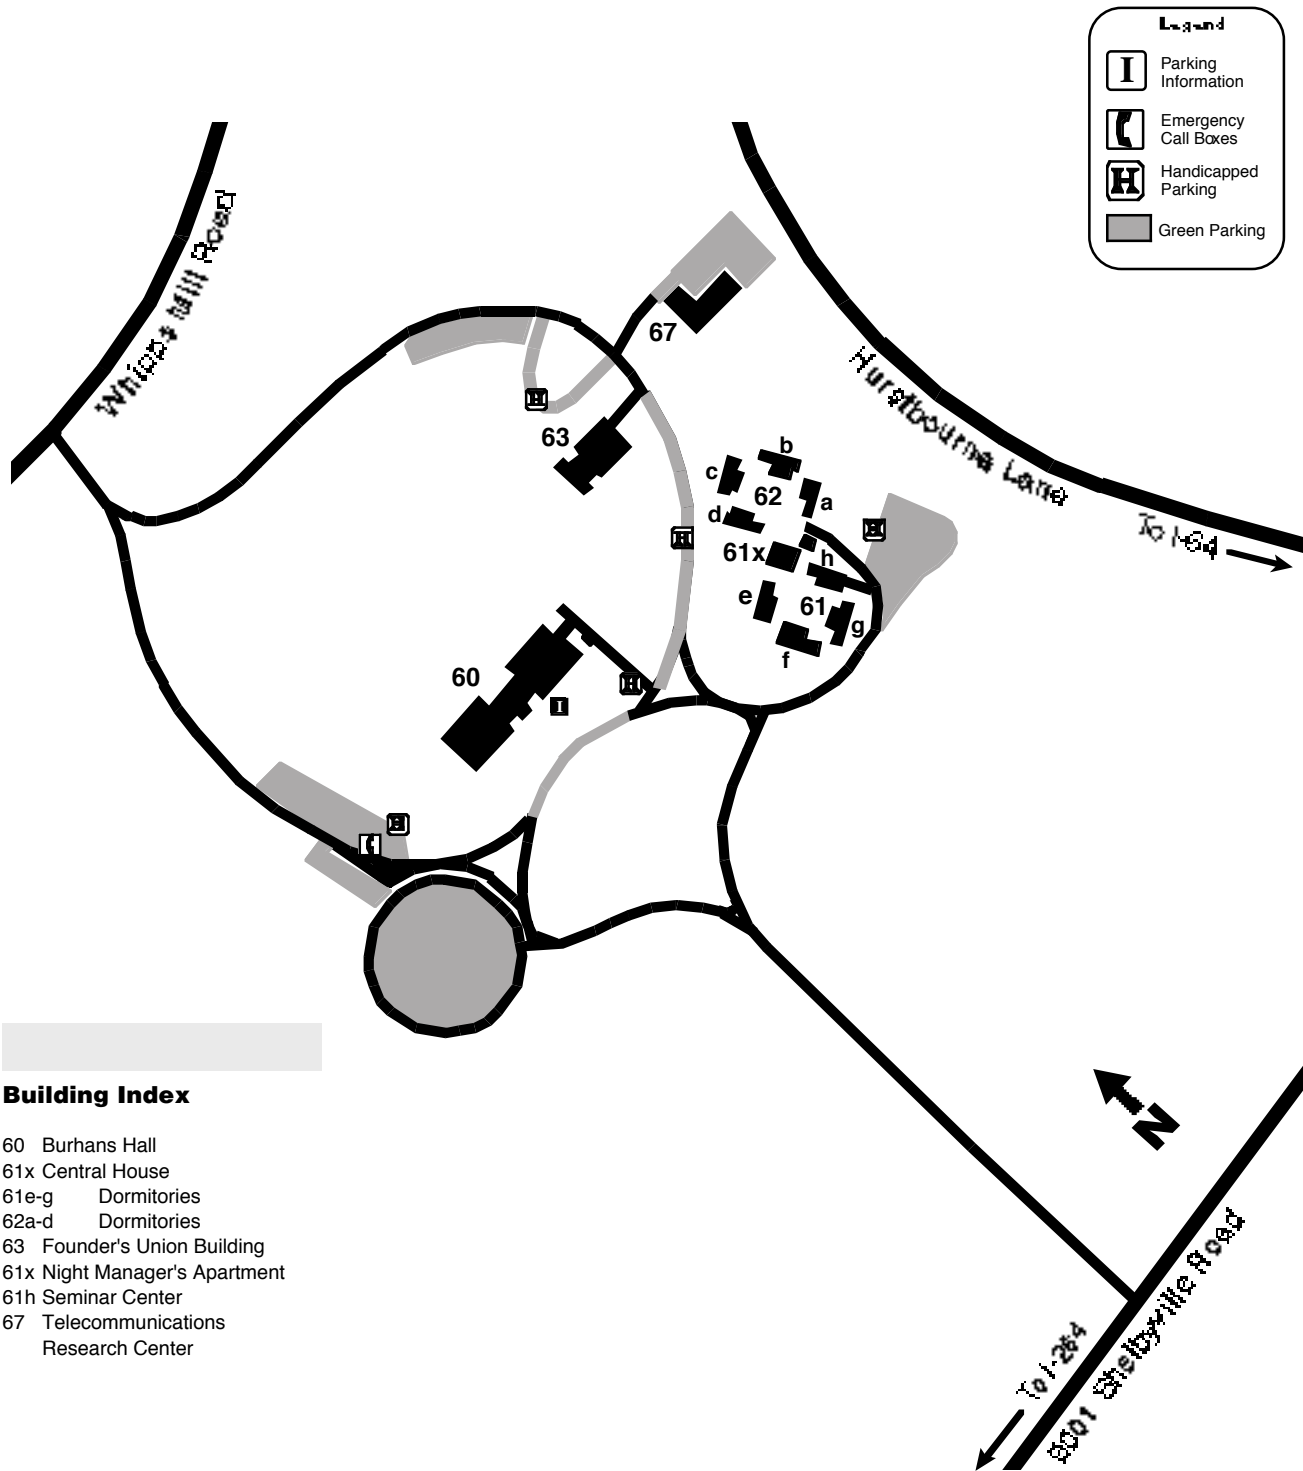 Legend
I Parking
Information
Emergency
Call Boxes
H Handicapped
Parking
Green Parking
Whipps Mill Road
67
Hurstbourne Lane
H
63
b
c
62
a
d
H
To I-64
H
61x
h
e
61
g
f
60
H
I
H
N
Building Index
60 Burhans Hall
61x Central House
61e-g Dormitories
62a-d Dormitories
63 Founder's Union Building
61x Night Manager's Apartment
61h Seminar Center
67 Telecommunications
Research Center
To I-264
9001 Shelbyville Road